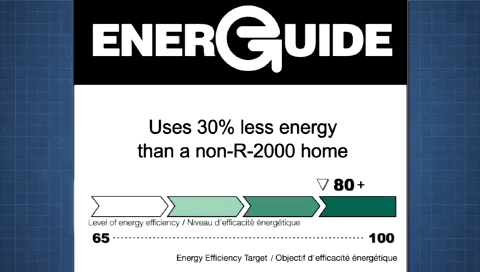 ENERGUIDE
Uses 30% less energy
than a non-R-2000 home
80+
Level of energy efficiency / Niveau d'efficacité énergétique
65 100
Energy Efficiency Target / Objectif d'efficacité énergétique